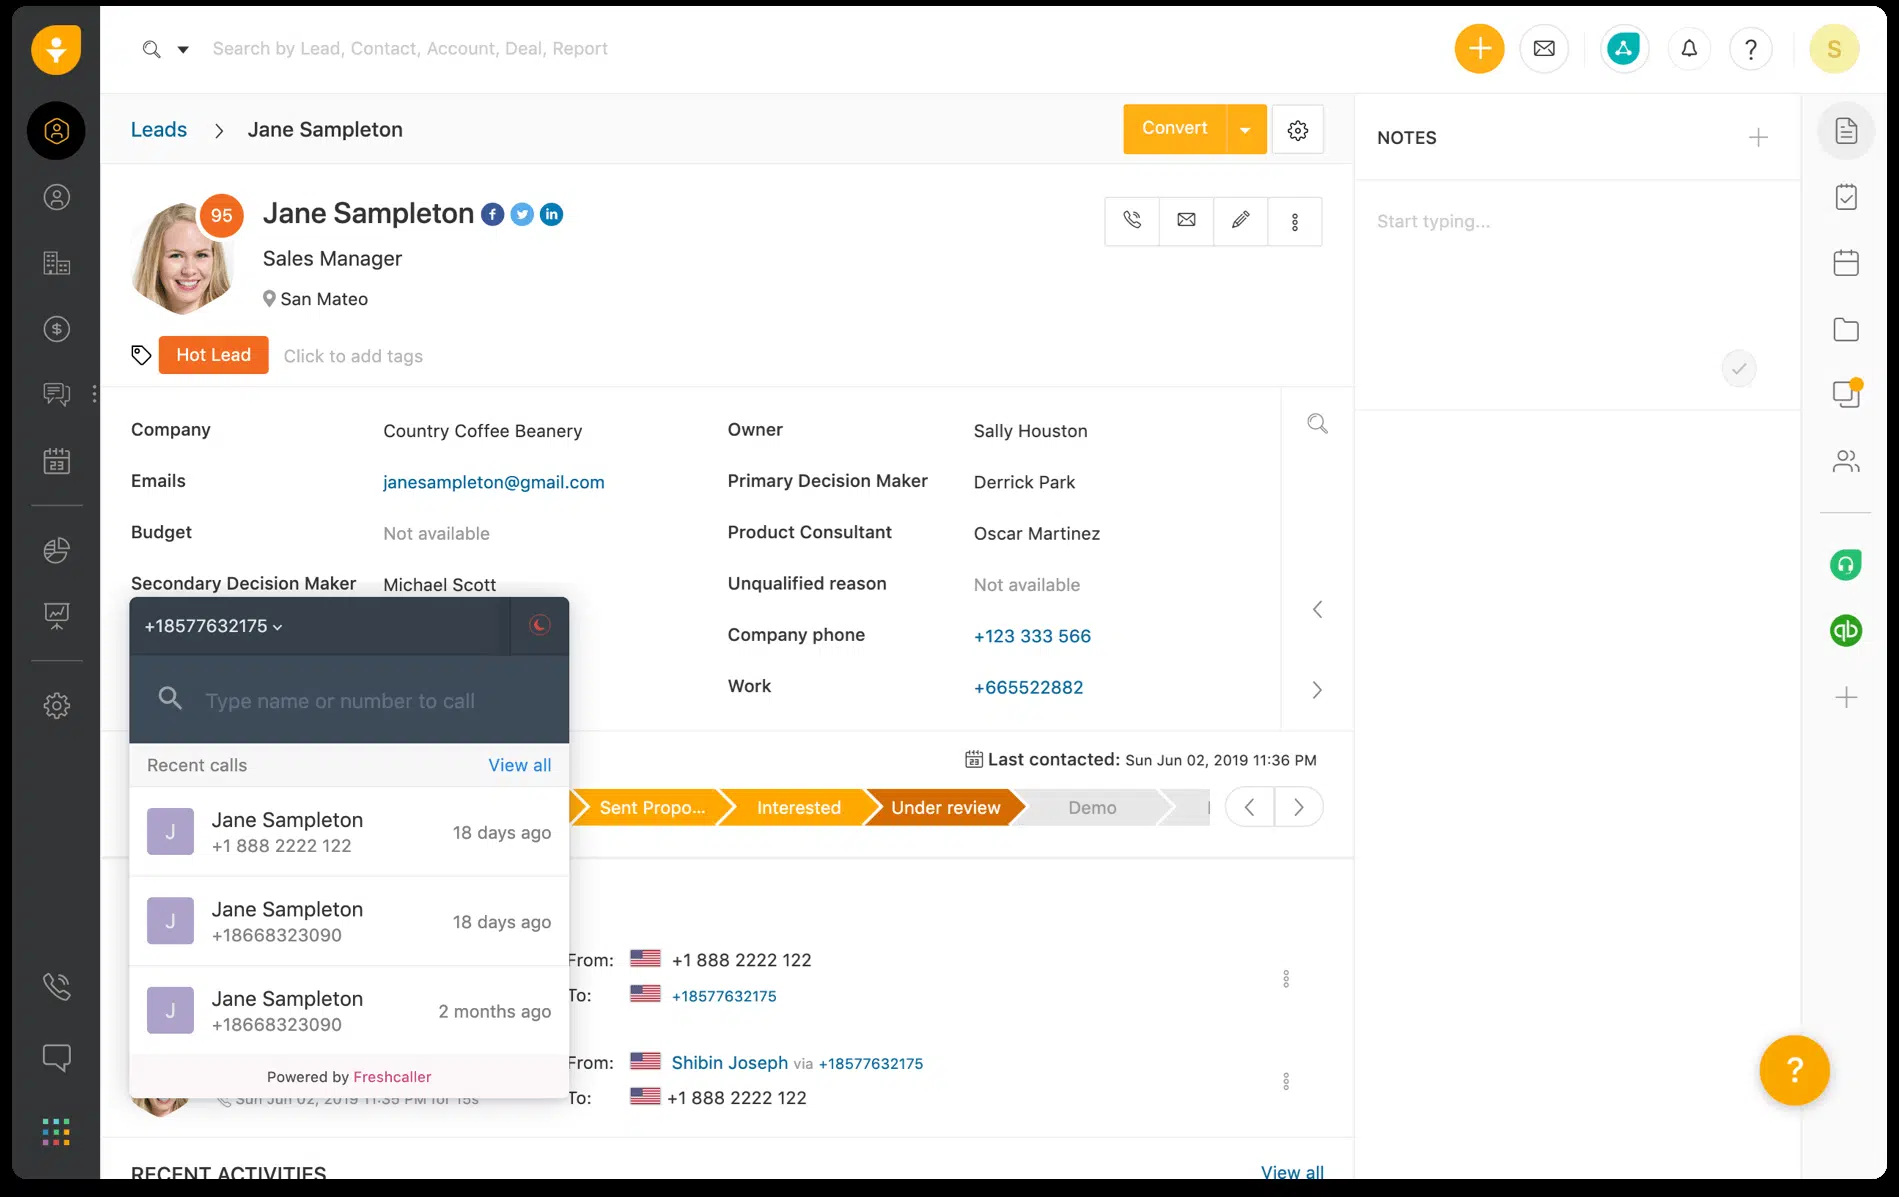 Search by Lead, Contact, Account, Deal, Report
S
Leads > Jane Sampleton
Convert
NOTES
95
Jane Sampleton
Sales Manager
San Mateo
Start typing...
Hot Lead
Click to add tags
Company
Country Coffee Beanery
Owner
Sally Houston
Emails
janesampleton@gmail.com
Primary Decision Maker
Derrick Park
Budget
Not available
Product Consultant
Oscar Martinez
Secondary Decision Maker
Michael Scott
Unqualified reason
Not available
Company phone
+123 333 566
Work
+665522882
23
+18577632175
Type name or number to call
Recent calls
View all
J
Jane Sampleton
+1 888 2222 122
18 days ago
J
Jane Sampleton
+18668323090
18 days ago
J
Jane Sampleton
+18668323090
2 months ago
Powered by Freshcaller
Last contacted: Sun Jun 02, 2019 11:36 PM
Sent Propo...
Interested
Under review
Demo
From: +1 888 2222 122
To: +18577632175
From: Shibin Joseph via +18577632175
To: +1 888 2222 122
Sun Jun 02, 2019 11:35 PM for 15s
RECENT ACTIVITIES
View all
qb
?